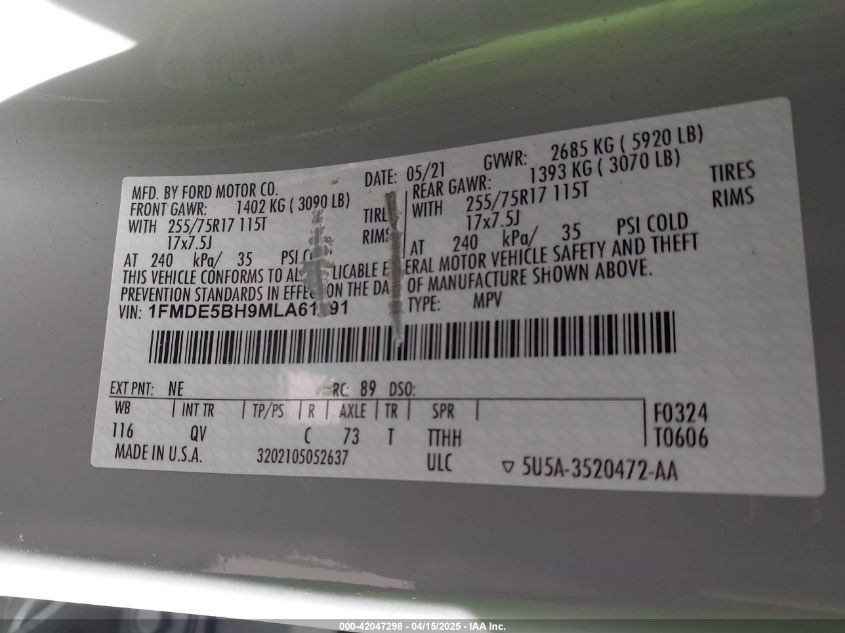 MFD. BY FORD MOTOR CO. DATE: 05/21 GVWR: 2685 KG ( 5920 LB)
FRONT GAWR: 1402 KG ( 3090 LB) REAR GAWR: 1393 KG ( 3070 LB)
WITH 255/75R17 115T WITH 255/75R17 115T TIRES
17x7.5J RIMS 17x7.5J RIMS
AT 240 kPa/ 35 PSI AT 240 kPa/ 35 PSI COLD
THIS VEHICLE CONFORMS TO MOTOR VEHICLE SAFETY AND THEFT
PREVENTION STANDARDS IN EFFECT ON THE OF MANUFACTURE SHOWN ABOVE.
VIN: TYPE: MPV
EXT PNT: NE RC: 89 DSO:
WB INT TR TP/PS R AXLE TR SPR F0324
116 QV C 73 T TTHH T0606
MADE IN U.S.A. 3202105052637 ULC ▽ 5U5A-3520472-AA
000-42047298 - 04/15/2025 - IAA Inc.